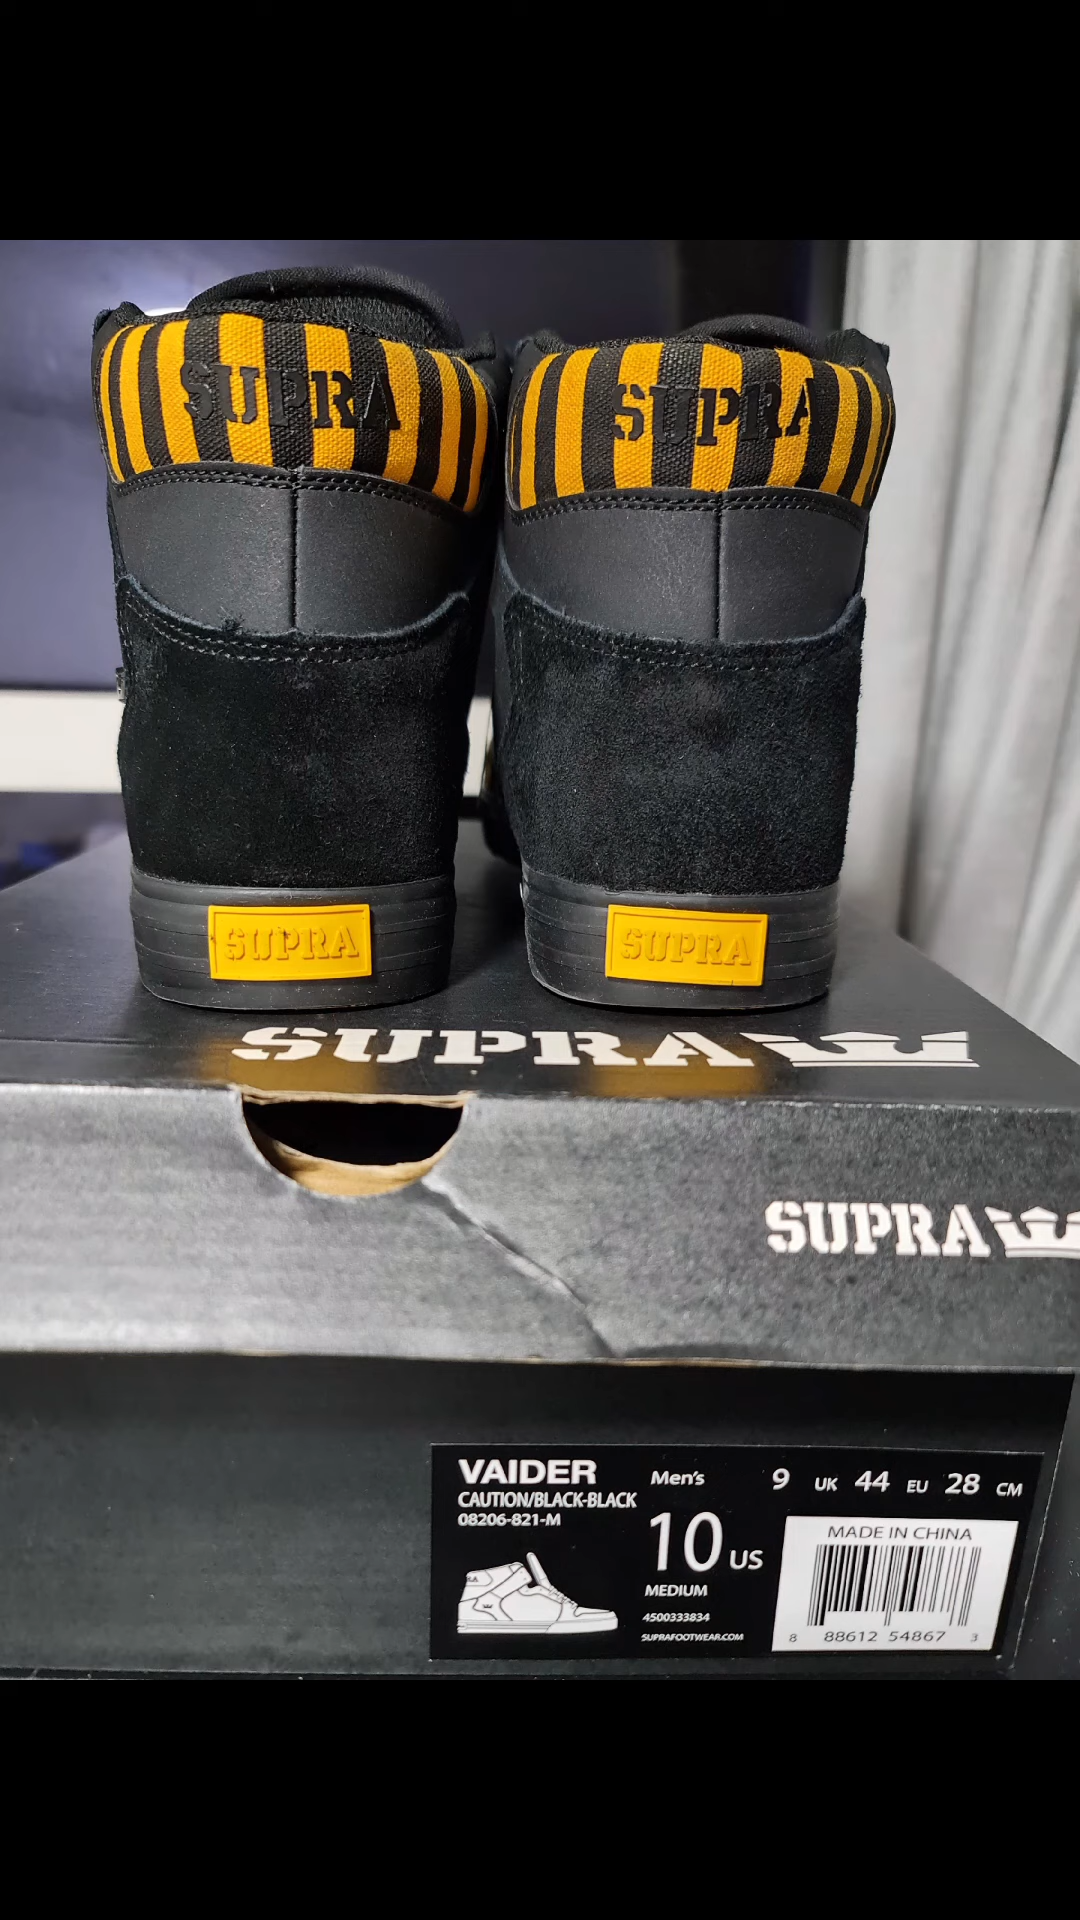 SUPRA
SUPRA
SUPRA
SUPRA
SUPRA
SUPRA
VAIDER
CAUTION/BLACK-BLACK
08206-821-M
Men's
10 US
MEDIUM
4500333834
SUPRAFOOTWEAR.COM
9 UK 44 EU 28 CM
MADE IN CHINA
8 88612 54867 3